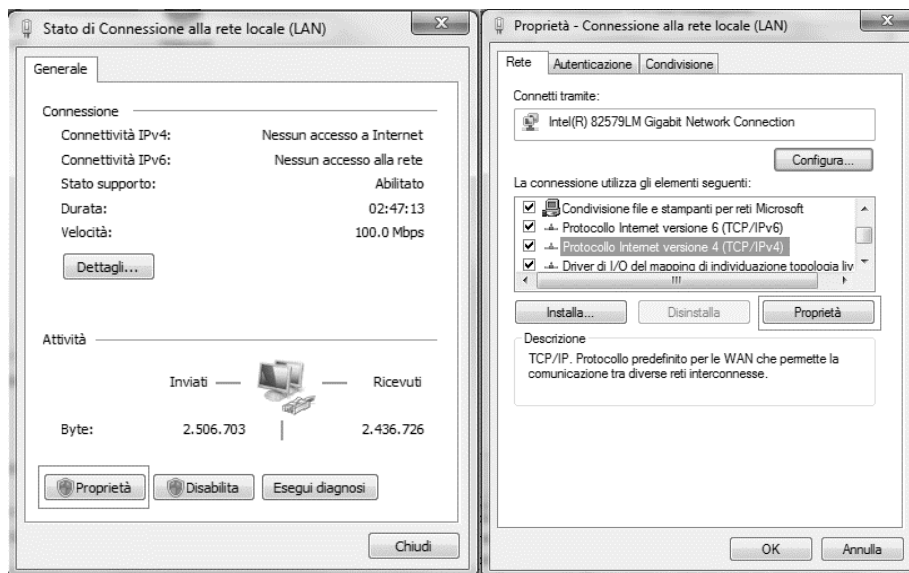 Stato di Connessione alla rete locale (LAN)
Generale
Connessione
Connettività IPv4: Nessun accesso a Internet
Connettività IPv6: Nessun accesso alla rete
Stato supporto: Abilitato
Durata: 02:47:13
Velocità: 100.0 Mbps
Dettagli...
Attività
Inviati Ricevuti
Byte: 2.506.703 2.436.726
Proprietà Disabilita Esegui diagnosi
Chiudi
Proprietà - Connessione alla rete locale (LAN)
Rete Autenticazione Condivisione
Connetti tramite:
Intel(R) 82579LM Gigabit Network Connection
Configura...
La connessione utilizza gli elementi seguenti:
Condivisione file e stampanti per reti Microsoft
Protocollo Internet versione 6 (TCP/IPv6)
Protocollo Internet versione 4 (TCP/IPv4)
Driver di I/O del mapping di individuazione topologia liv
Installa... Disinstalla Proprietà
Descrizione
TCP/IP. Protocollo predefinito per le WAN che permette la
comunicazione tra diverse reti interconnesse.
OK Annulla